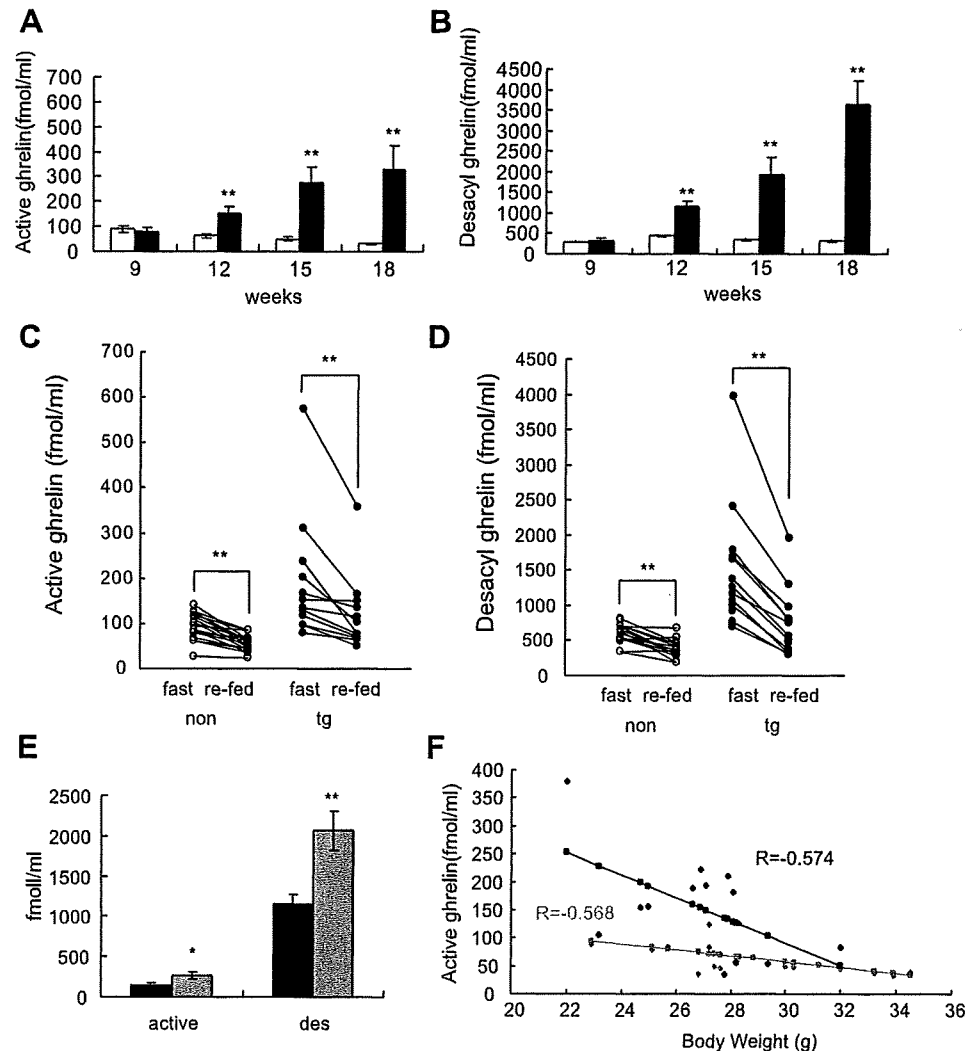 A
Active ghrelin(fmol/ml)
700
600
500
400
300
200
100
0
**
**
**
9
12
15
18
weeks
B
Desacyl ghrelin(fmol/ml)
4500
4000
3500
3000
2500
2000
1500
1000
500
0
**
**
**
9
12
15
18
weeks
C
Active ghrelin (fmol/ml)
700
600
500
400
300
200
100
0
**
**
fast re-fed
fast re-fed
non
tg
D
Desacyl ghrelin (fmol/ml)
4500
4000
3500
3000
2500
2000
1500
1000
500
0
**
**
fast re-fed
fast re-fed
non
tg
E
fmoll/ml
2500
2000
1500
1000
500
0
*
**
active
des
F
Active ghrelin(fmol/ml)
400
350
300
250
200
150
100
50
0
R=-0.574
R=-0.568
20
22
24
26
28
30
32
34
36
Body Weight (g)